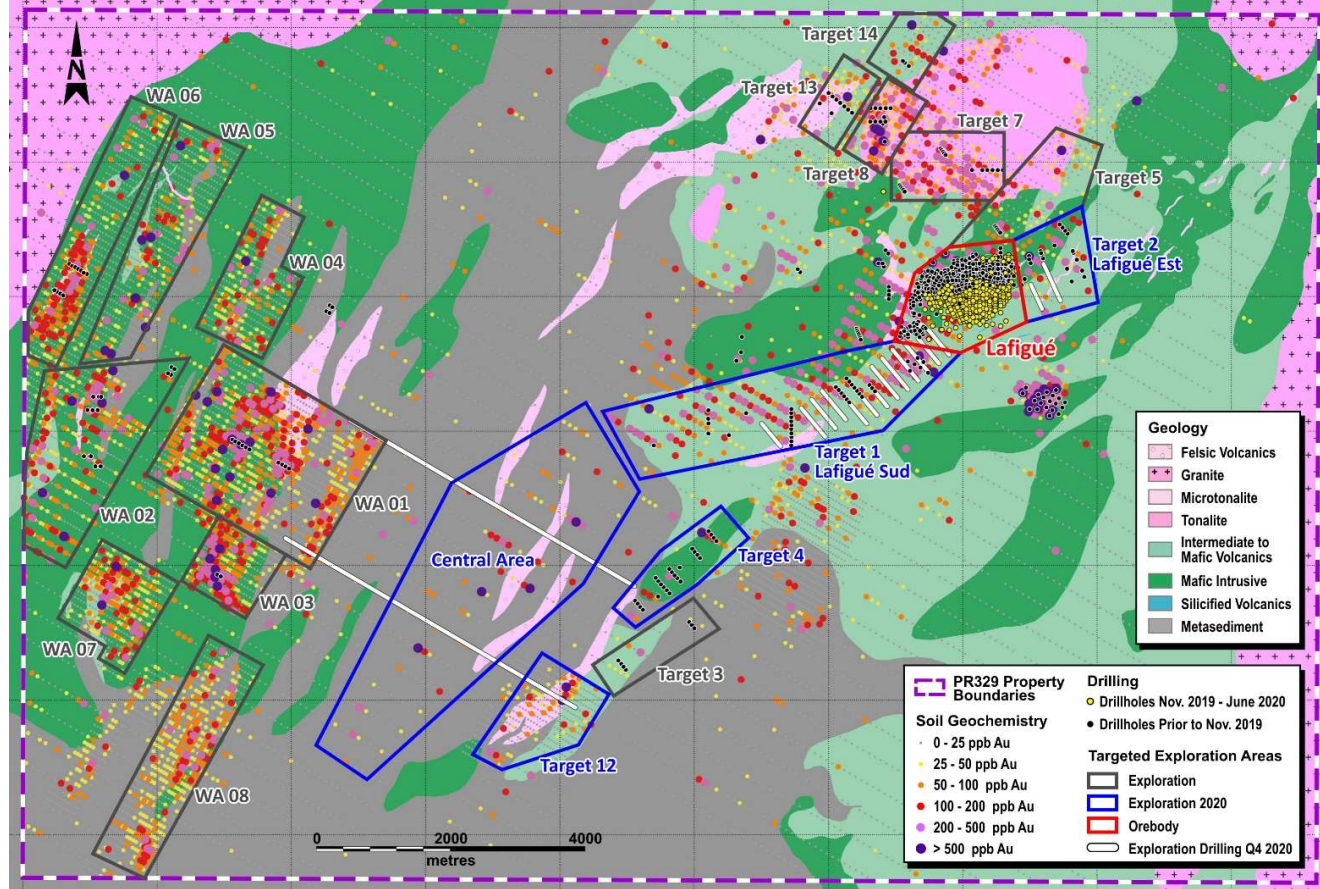 N
WA 06
WA 05
WA 04
WA 02
WA 01
WA 03
WA 07
WA 08
Target 14
Target 13
Target 7
Target 8
Target 5
Target 2
Lafigué Est
Lafigué
Target 1
Lafigué Sud
Central Area
Target 4
Target 3
Target 12
0 2000 4000
metres
Geology
Felsic Volcanics
Granite
Microtonalite
Tonalite
Intermediate to
Mafic Volcanics
Mafic Intrusive
Silicified Volcanics
Metasediment
PR329 Property
Boundaries
Soil Geochemistry
0 - 25 ppb Au
25 - 50 ppb Au
50 - 100 ppb Au
100 - 200 ppb Au
200 - 500 ppb Au
> 500 ppb Au
Drilling
Drillholes Nov. 2019 - June 2020
Drillholes Prior to Nov. 2019
Targeted Exploration Areas
Exploration
Exploration 2020
Orebody
Exploration Drilling Q4 2020